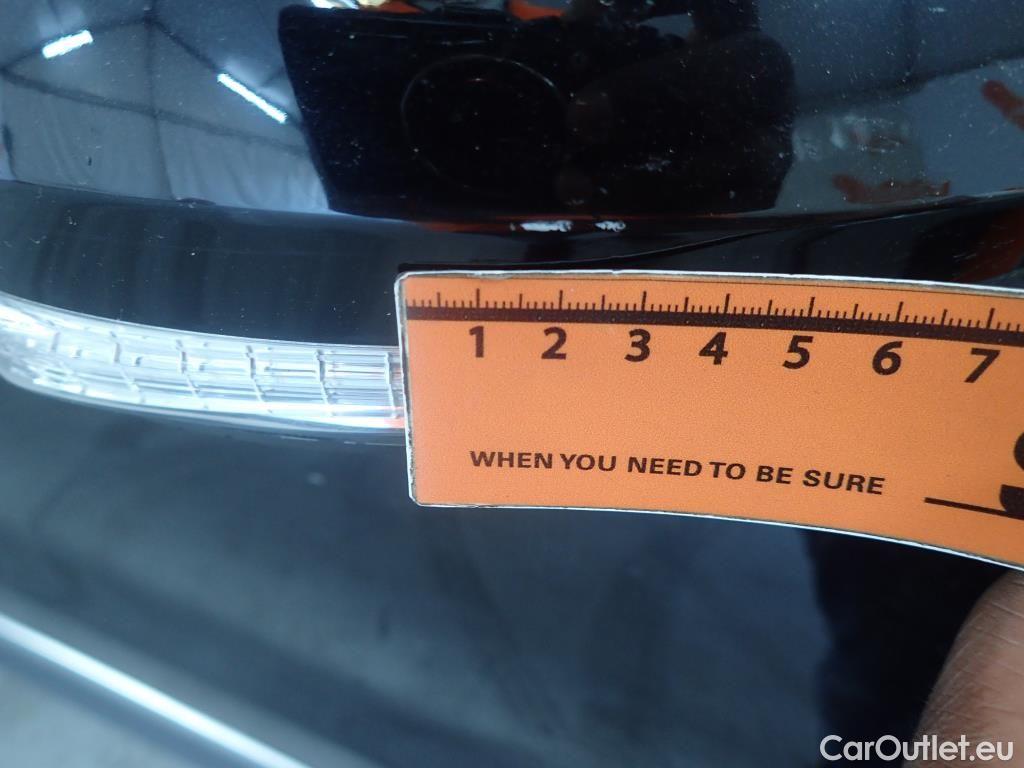 1 2 3 4 5 6 7
WHEN YOU NEED TO BE SURE
CarOutlet.eu